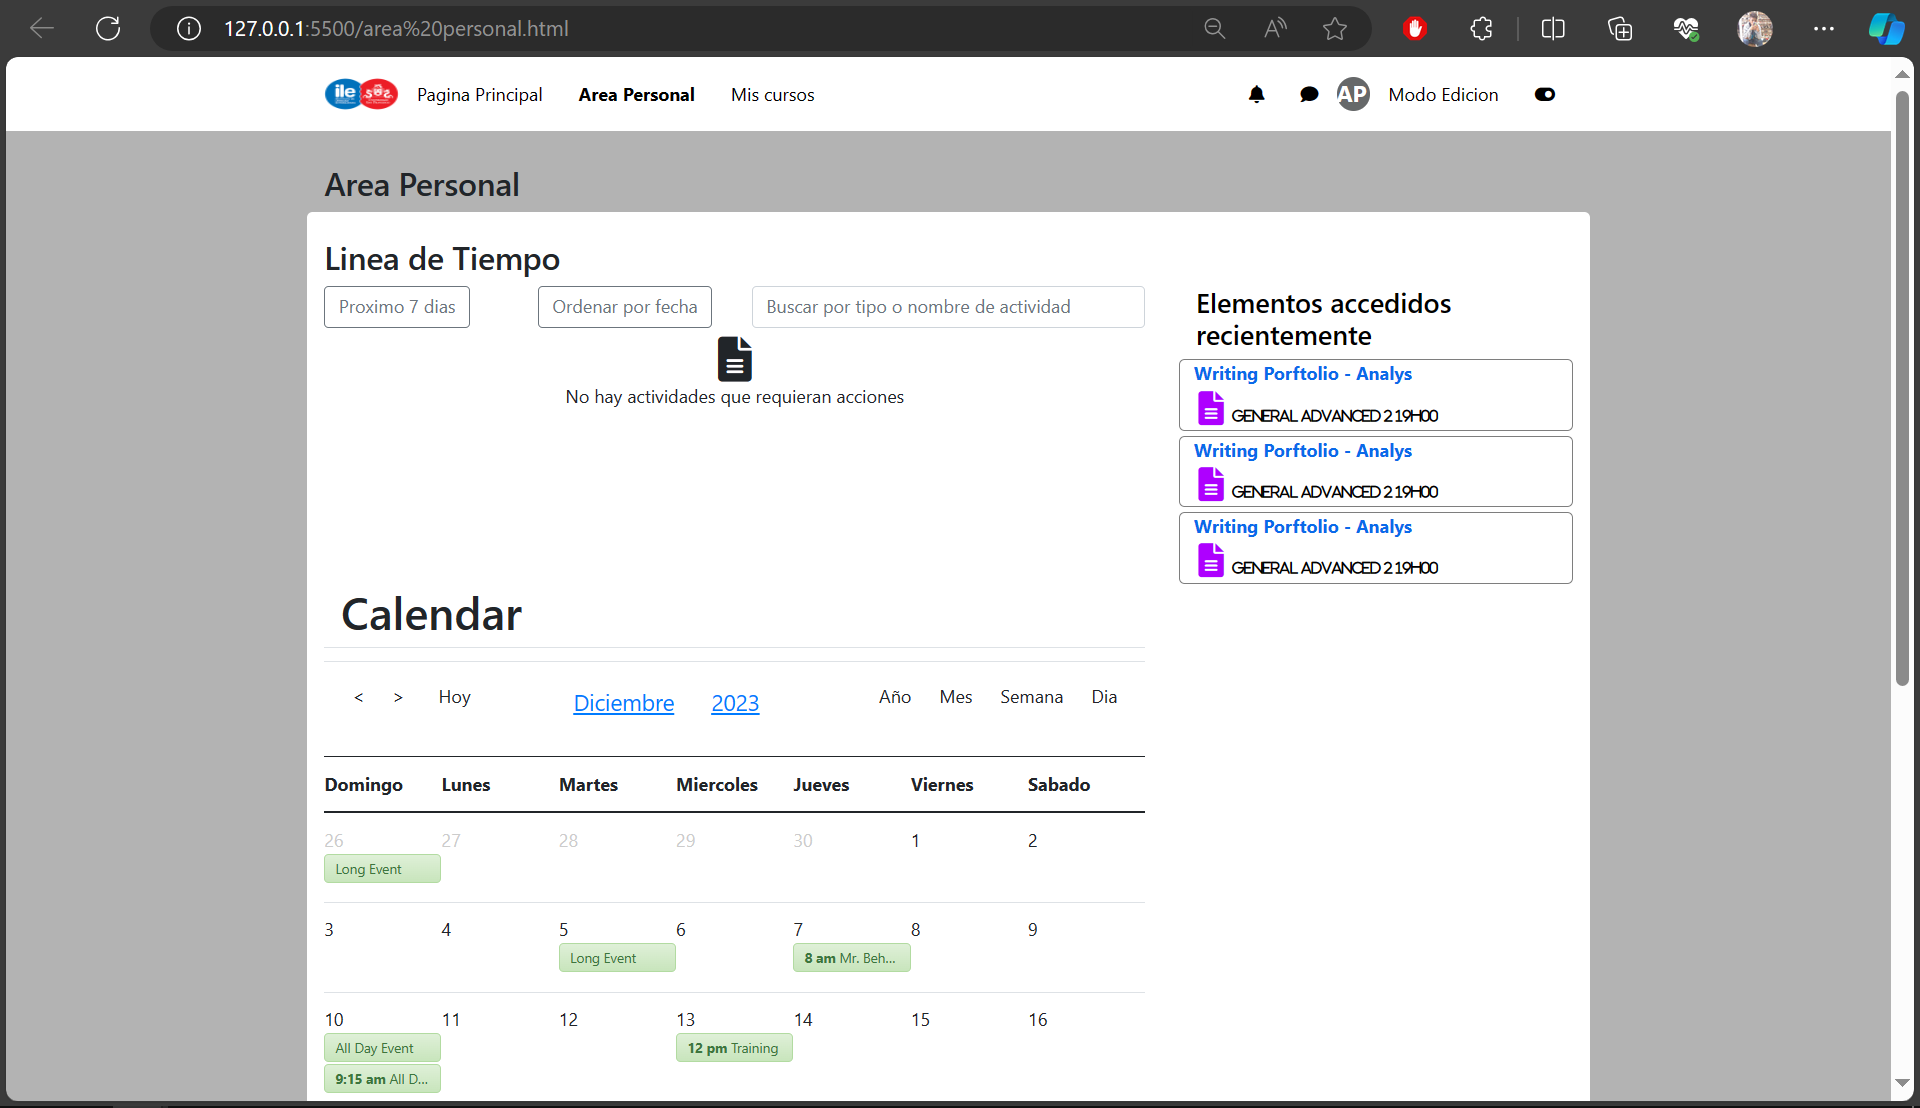 127.0.0.1:5500/area%20personal.html
ile Pagina Principal Area Personal Mis cursos AP Modo Edicion
Area Personal
Linea de Tiempo
Proximo 7 dias Ordenar por fecha Buscar por tipo o nombre de actividad
No hay actividades que requieran acciones
Elementos accedidos
recientemente
Writing Porftolio - Analys
GENERAL ADVANCED 2 19H00
Writing Porftolio - Analys
GENERAL ADVANCED 2 19H00
Writing Porftolio - Analys
GENERAL ADVANCED 2 19H00
Calendar
< > Hoy Diciembre 2023 Año Mes Semana Dia
Domingo Lunes Martes Miercoles Jueves Viernes Sabado
26 27 28 29 30 1 2
Long Event
3 4 5 6 7 8 9
Long Event 8 am Mr. Beh...
10 11 12 13 14 15 16
All Day Event 12 pm Training
9:15 am All D...